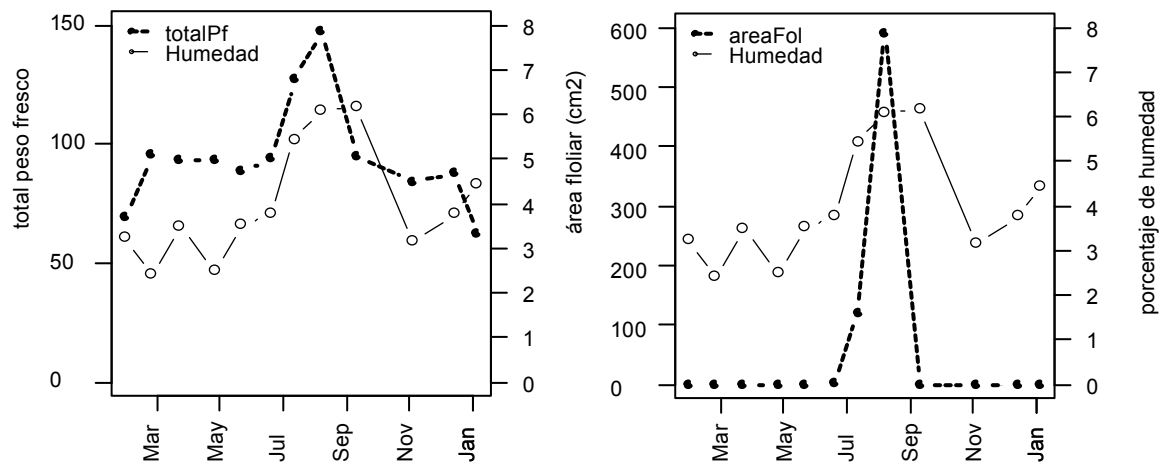 totalPf
Humedad
total peso fresco
150
100
50
0
8
7
6
5
4
3
2
1
0
Mar
May
Jul
Sep
Nov
Jan
areaFol
Humedad
área floliar (cm2)
600
500
400
300
200
100
0
8
7
6
5
4
3
2
1
0
porcentaje de humedad
Mar
May
Jul
Sep
Nov
Jan